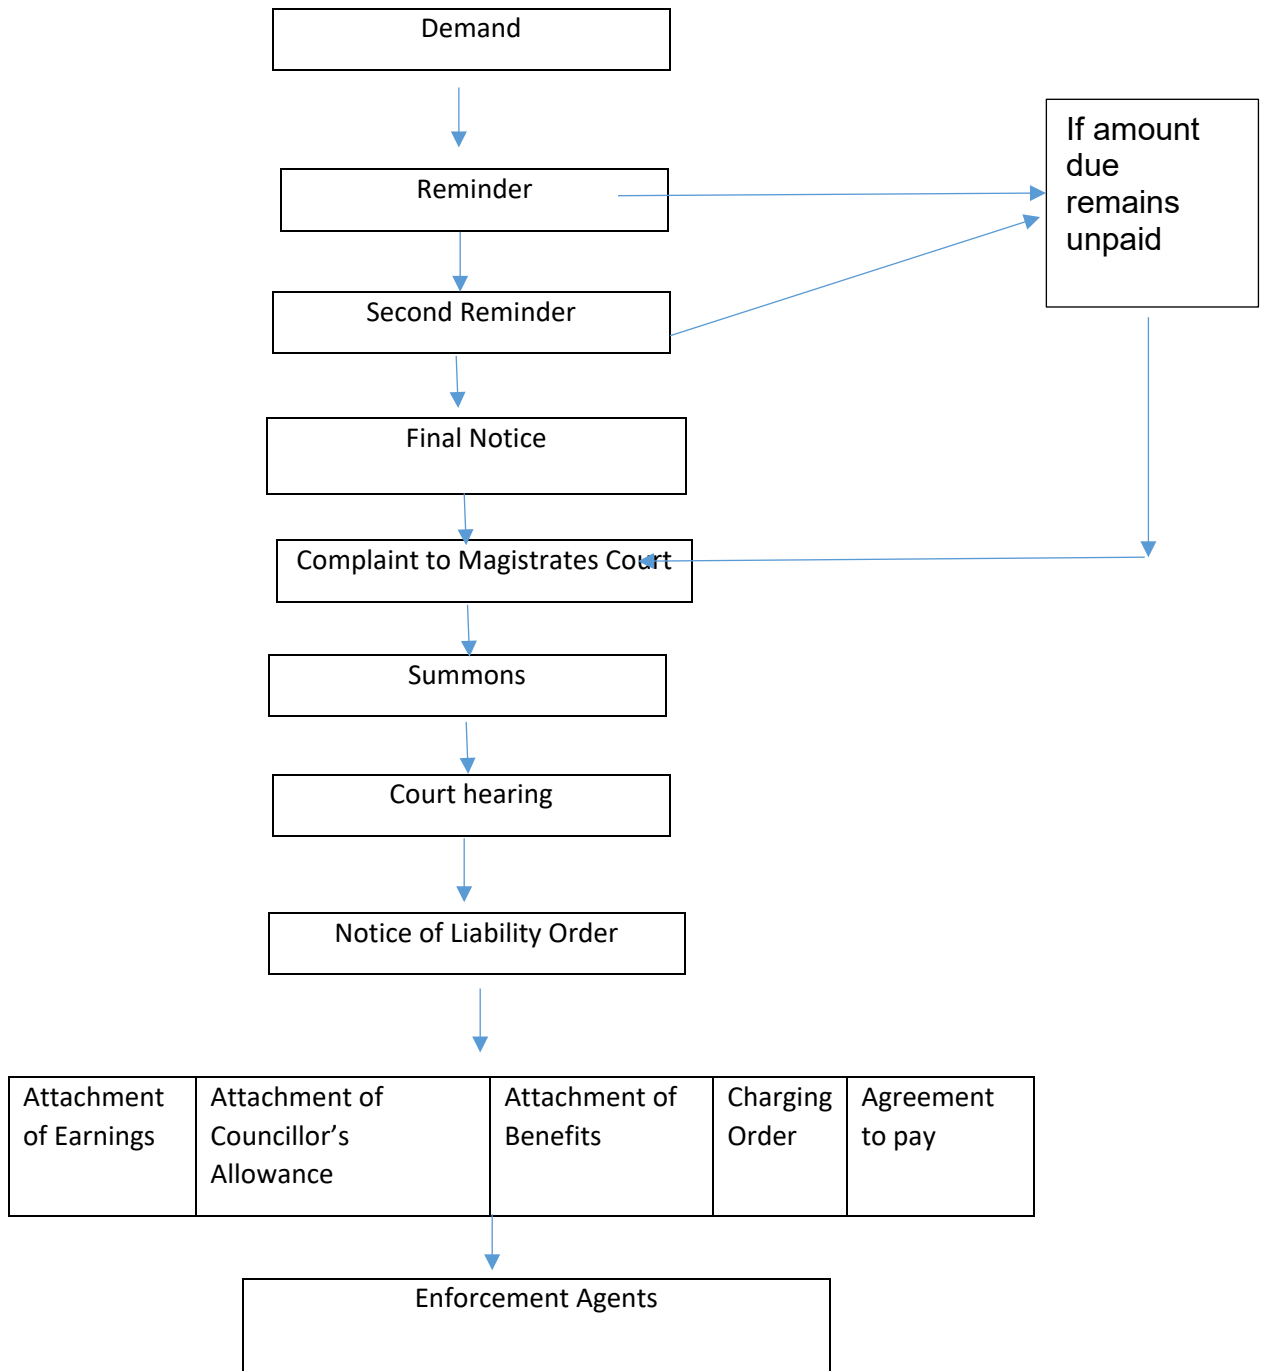 Demand
If amount
due
remains
unpaid
Reminder
Second Reminder
Final Notice
Complaint to Magistrates Court
Summons
Court hearing
Notice of Liability Order
Attachment
of Earnings
Attachment of
Councillor’s
Allowance
Attachment of
Benefits
Charging
Order
Agreement
to pay
Enforcement Agents